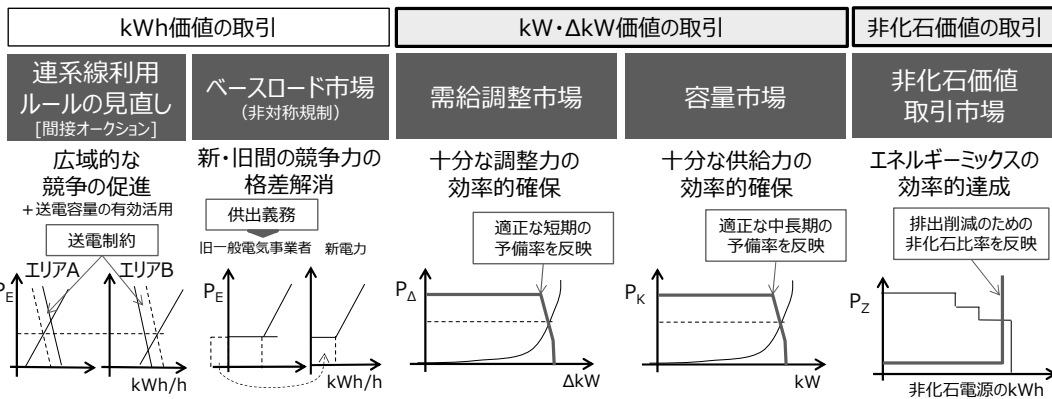 kWh価値の取引
kW・ΔkW価値の取引
非化石価値の取引
連系線利用
ルールの見直し
[間接オークション]
ベースロード市場
(非対称規制)
需給調整市場
容量市場
非化石価値
取引市場
広域的な
競争の促進
+送電容量の有効活用
新・旧間の競争力の
格差解消
十分な調整力の
効率的確保
十分な供給力の
効率的確保
エネルギーミックスの
効率的達成
送電制約
供出義務
旧一般電気事業者
新電力
適正な短期の
予備率を反映
適正な中長期の
予備率を反映
排出削減のための
非化石比率を反映
エリアA
エリアB
PE
kWh/h
PE
kWh/h
PΔ
ΔkW
PK
kW
PZ
非化石電源のkWh